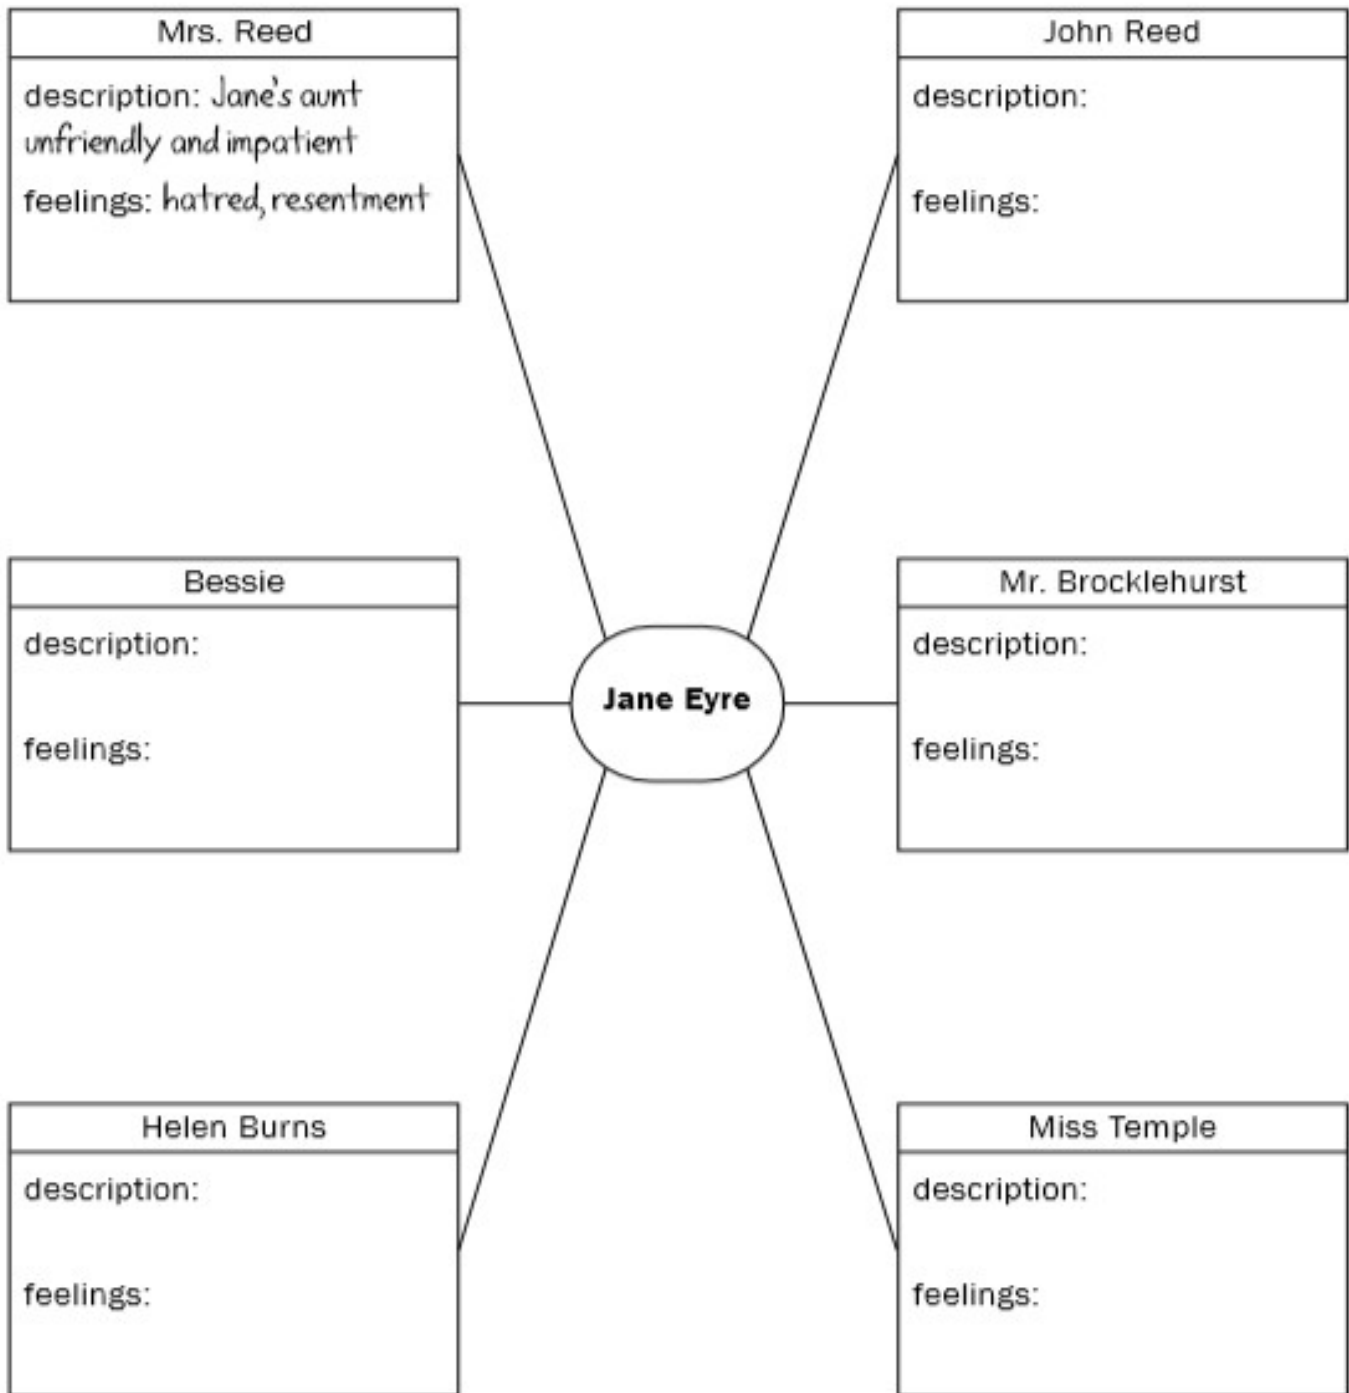 Mrs. Reed
description: Jane's aunt
unfriendly and impatient
feelings: hatred, resentment
John Reed
description:
feelings:
Bessie
description:
feelings:
Jane Eyre
Mr. Brocklehurst
description:
feelings:
Helen Burns
description:
feelings:
Miss Temple
description:
feelings: